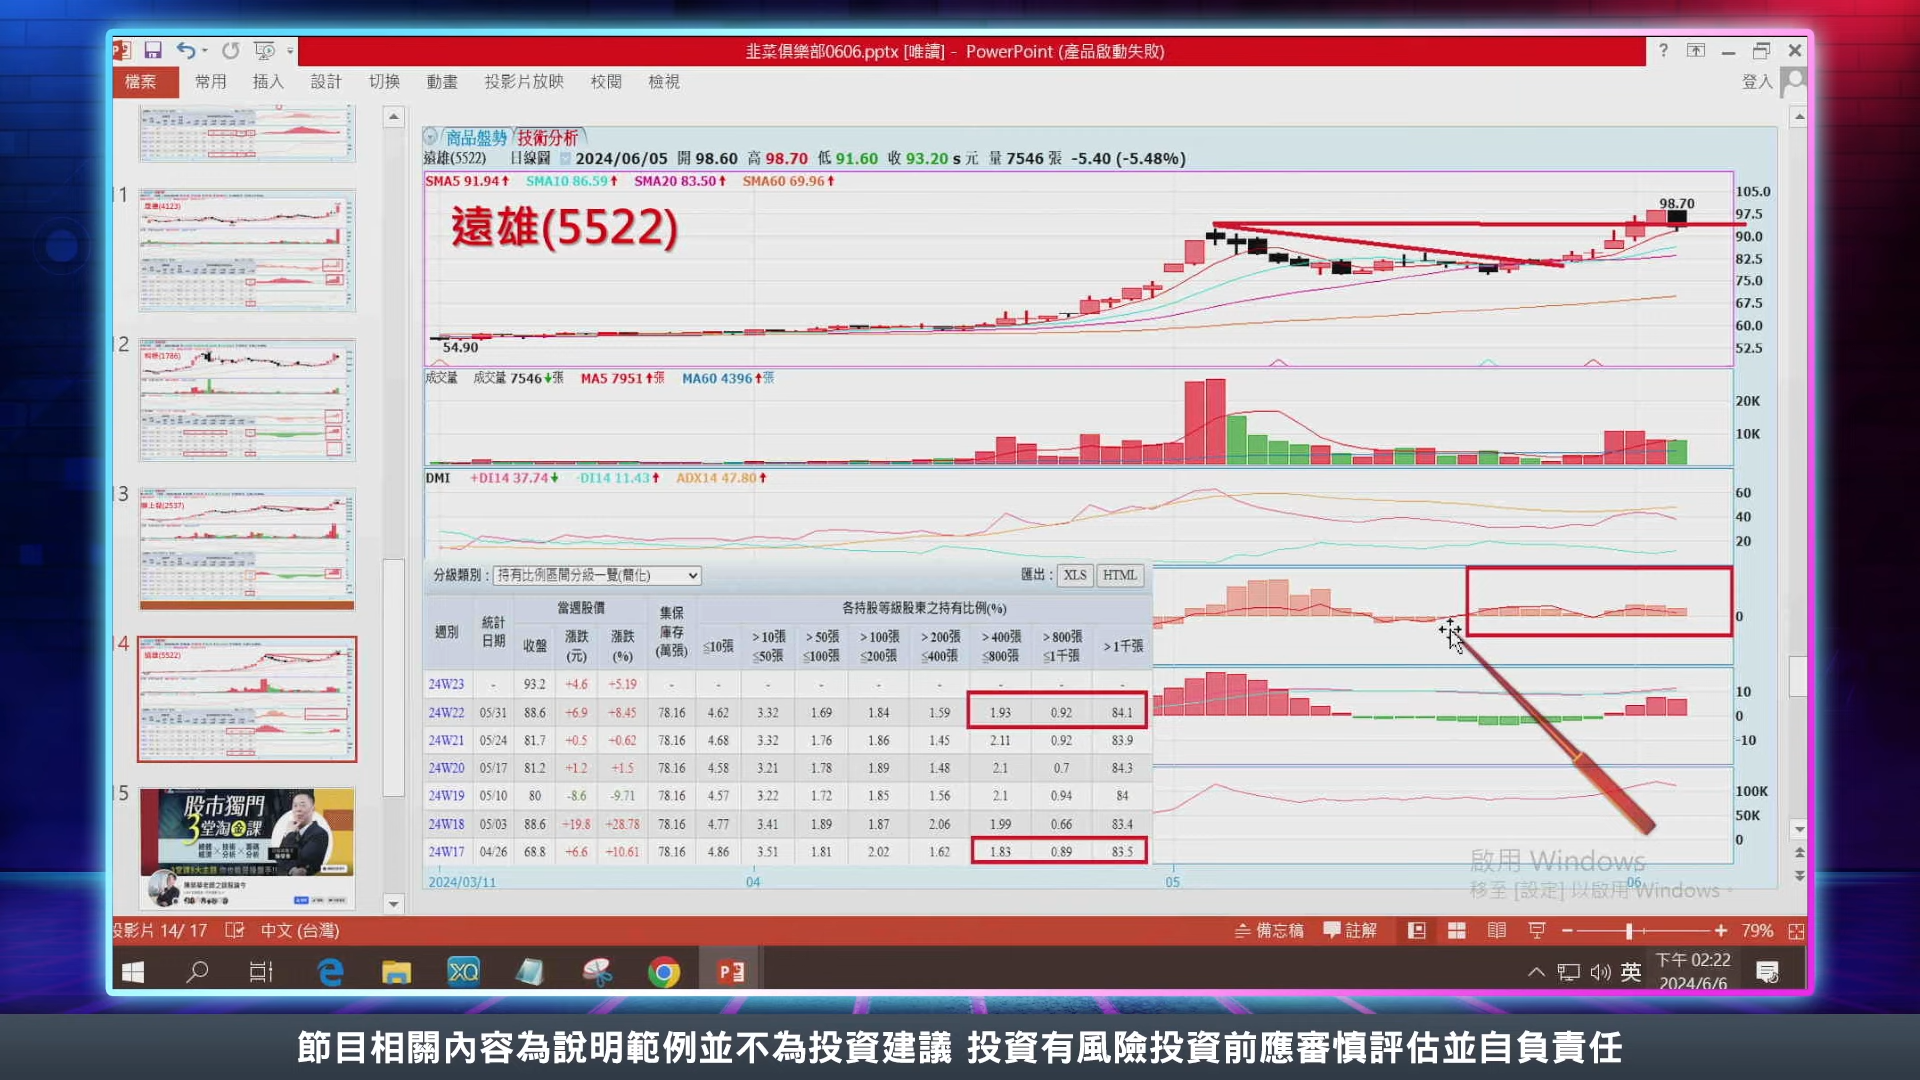 韭菜俱樂部0606.pptx [唯讀] - PowerPoint (產品啟動失敗)
檔案 常用 插入 設計 切換 動畫 投影片放映 校閱 檢視 登入
商品盤勢 技術分析
遠雄(5522) 日線圖 2024/06/05 開 98.60 高 98.70 低 91.60 收 93.20 s 元 量 7546 張 -5.40 (-5.48%)
SMA5 91.94↑ SMA10 86.59↑ SMA20 83.50↑ SMA60 69.96↑
遠雄(5522)
98.70
54.90
105.0
97.5
90.0
82.5
75.0
67.5
60.0
52.5
成交量 成交量 7546↓張 MA5 7951↑張 MA60 4396↑張
20K
10K
DMI +DI14 37.74↓ -DI14 11.43↑ ADX14 47.80↑
60
40
20
分級類別：持有比例區間分級一覽(簡化) 匯出： XLS HTML
週別 統計日期 當週股價 集保庫存(萬張) 各持股等級股東之持有比例(%)
收盤 漲跌(元) 漲跌(%) ≦10張 >10張≦50張 >50張≦100張 >100張≦200張 >200張≦400張 >400張≦800張 >800張≦1千張 >1千張
24W23 - 93.2 +4.6 +5.19 - - - - - - - - -
24W22 05/31 88.6 +6.9 +8.45 78.16 4.62 3.32 1.69 1.84 1.59 1.93 0.92 84.1
24W21 05/24 81.7 +0.5 +0.62 78.16 4.68 3.32 1.76 1.86 1.45 2.11 0.92 83.9
24W20 05/17 81.2 +1.2 +1.5 78.16 4.58 3.21 1.78 1.89 1.48 2.1 0.7 84.3
24W19 05/10 80 -8.6 -9.71 78.16 4.57 3.22 1.72 1.85 1.56 2.1 0.94 84
24W18 05/03 88.6 +19.8 +28.78 78.16 4.77 3.41 1.89 1.87 2.06 1.99 0.66 83.4
24W17 04/26 68.8 +6.6 +10.61 78.16 4.86 3.51 1.81 2.02 1.62 1.83 0.89 83.5
0
10
0
-10
100K
50K
0
2024/03/11 04 05 06
啟用 Windows
移至 [設定] 以啟用 Windows。
11
12
13
14
遠雄(5522)
15
股市獨門
3堂淘金課
投影片 14/ 17 中文 (台灣) 備忘稿 註解 79%
英 下午 02:22
2024/6/6
節目相關內容為說明範例並不為投資建議 投資有風險投資前應審慎評估並自負責任